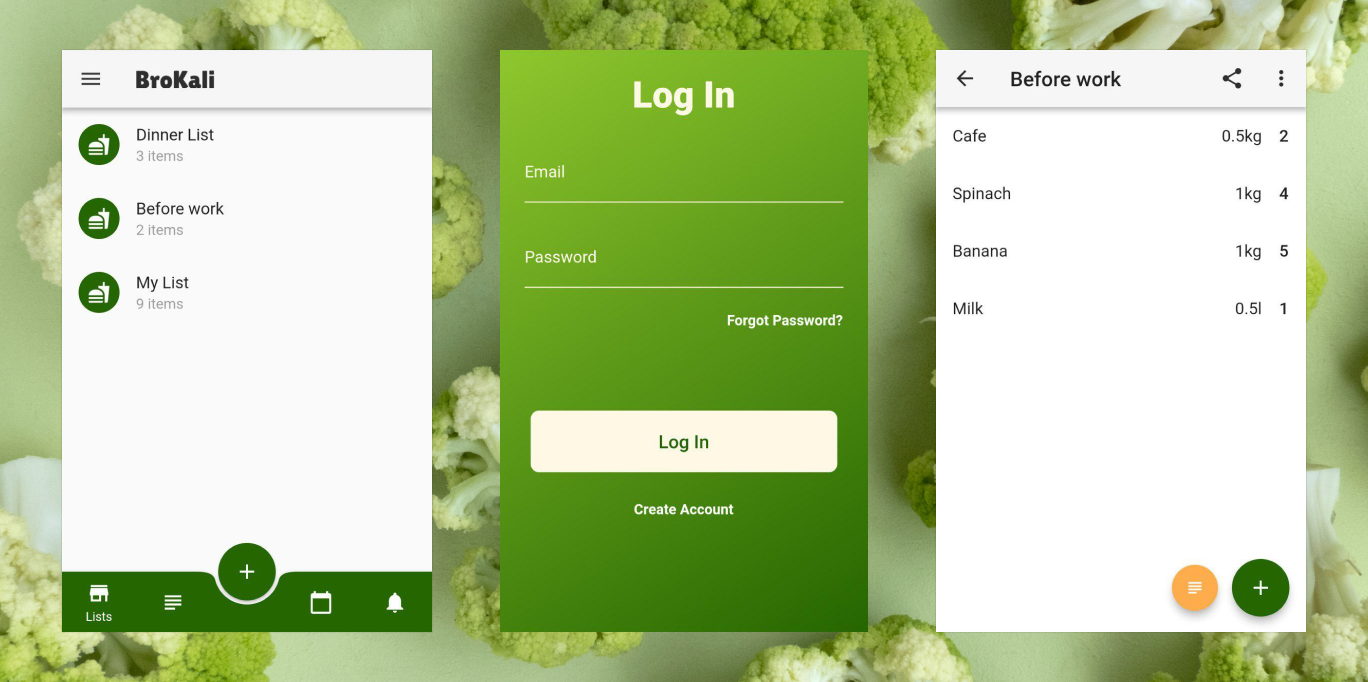 BroKali
Dinner List
3 items
Before work
2 items
My List
9 items
Lists
Log In
Email
Password
Forgot Password?
Log In
Create Account
Before work
Cafe 0.5kg 2
Spinach 1kg 4
Banana 1kg 5
Milk 0.5l 1